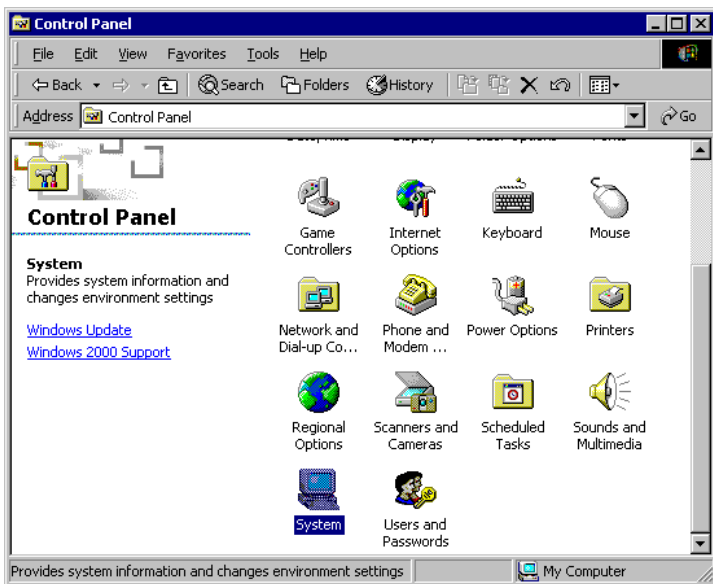 Control Panel
File Edit View Favorites Tools Help
Back Search Folders History
Address Control Panel Go
Control Panel
System
Provides system information and
changes environment settings
Windows Update
Windows 2000 Support
Game
Controllers
Internet
Options
Keyboard
Mouse
Network and
Dial-up Co...
Phone and
Modem ...
Power Options
Printers
Regional
Options
Scanners and
Cameras
Scheduled
Tasks
Sounds and
Multimedia
System
Users and
Passwords
Provides system information and changes environment settings My Computer